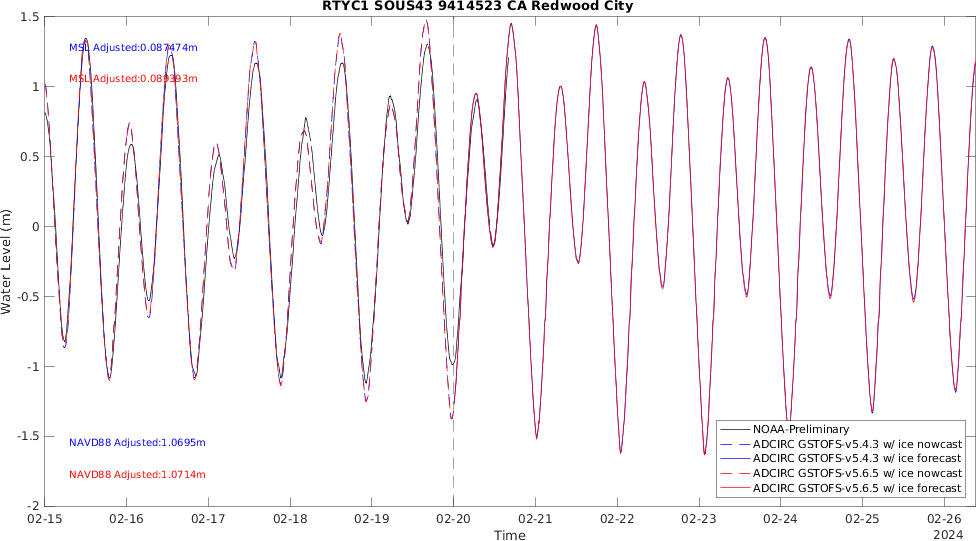 RTYC1 SOUS43 9414523 CA Redwood City
1.5
MSL Adjusted:0.087474m
MSL Adjusted:0.089393m
1
0.5
0
-0.5
-1
-1.5
-2
Water Level (m)
NAVD88 Adjusted:1.0695m
NAVD88 Adjusted:1.0714m
NOAA-Preliminary
ADCIRC GSTOFS-v5.4.3 w/ ice nowcast
ADCIRC GSTOFS-v5.4.3 w/ ice forecast
ADCIRC GSTOFS-v5.6.5 w/ ice nowcast
ADCIRC GSTOFS-v5.6.5 w/ ice forecast
02-15 02-16 02-17 02-18 02-19 02-20 02-21 02-22 02-23 02-24 02-25 02-26
Time
2024